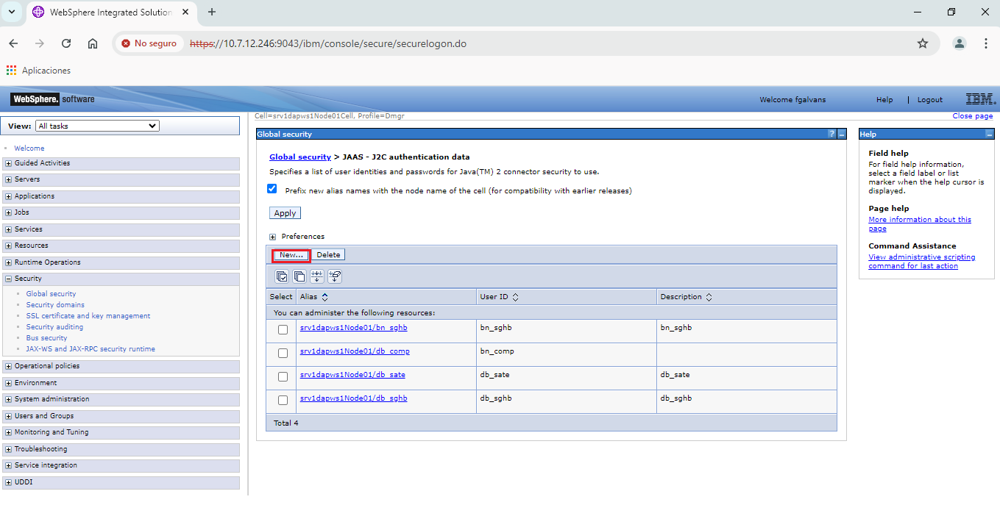 WebSphere Integrated Solution
No seguro
https://10.7.12.246:9043/ibm/console/secure/securelogon.do
Aplicaciones
WebSphere. software
Welcome fgalvans
Help | Logout
IBM.
View: All tasks
Cell=srv1dapws1Node01Cell, Profile=Dmgr
Close page
Welcome
Guided Activities
Servers
Applications
Jobs
Services
Resources
Runtime Operations
Security
Global security
Security domains
SSL certificate and key management
Security auditing
Bus security
JAX-WS and JAX-RPC security runtime
Operational policies
Environment
System administration
Users and Groups
Monitoring and Tuning
Troubleshooting
Service integration
UDDI
Global security
?
Global security > JAAS - J2C authentication data
Specifies a list of user identities and passwords for Java(TM) 2 connector security to use.
Prefix new alias names with the node name of the cell (for compatibility with earlier releases)
Apply
Preferences
New... Delete
Select Alias User ID Description
You can administer the following resources:
srv1dapws1Node01/bn_sghb bn_sghb bn_sghb
srv1dapws1Node01/db_comp bn_comp
srv1dapws1Node01/db_sate db_sate db_sate
srv1dapws1Node01/db_sghb db_sghb db_sghb
Total 4
Help
Field help
For field help information,
select a field label or list
marker when the help cursor is
displayed.
Page help
More information about this
page
Command Assistance
View administrative scripting
command for last action